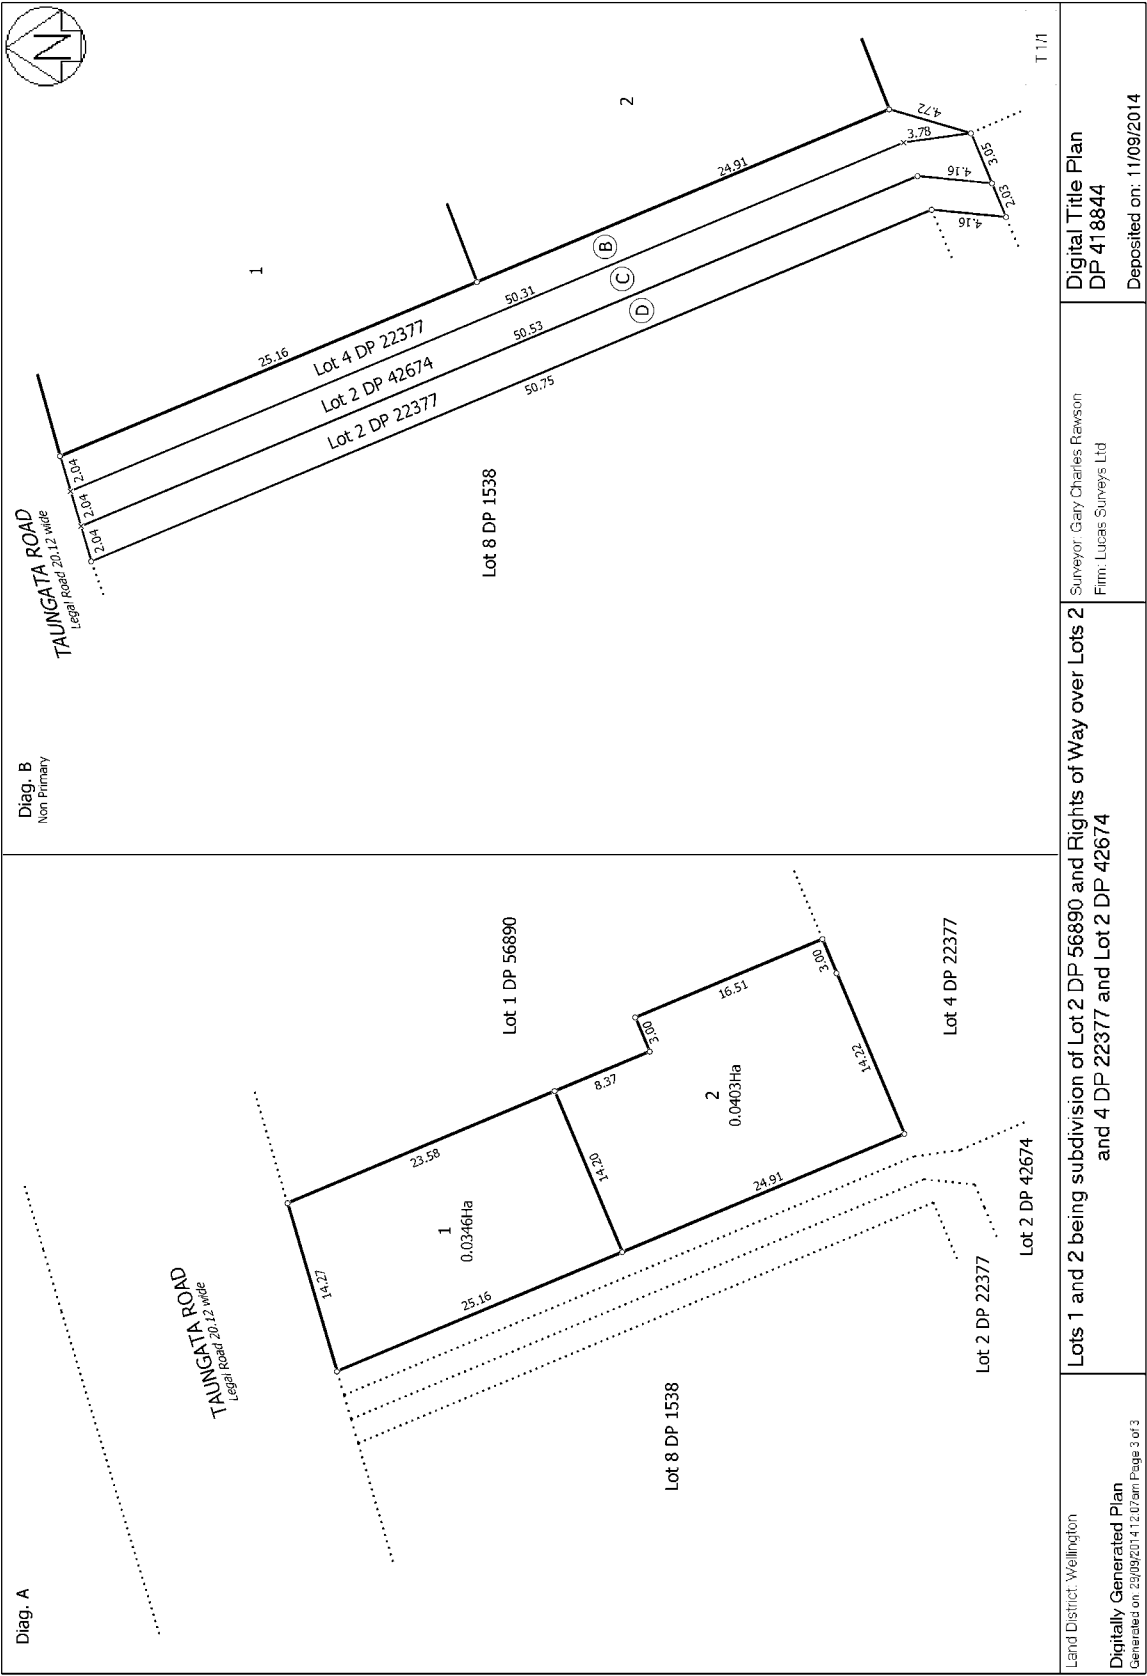 Diag. A
TAUNGATA ROAD
Legal Road 20.12 wide
Lot 1 DP 56890
14.27
23.58
1
0.0346Ha
25.16
14.20
8.37
3.00
16.51
2
0.0403Ha
3.00
14.22
24.91
Lot 8 DP 1538
Lot 4 DP 22377
Lot 2 DP 22377
Lot 2 DP 42674
Diag. B
Non Primary
TAUNGATA ROAD
Legal Road 20.12 wide
N
1
2
2.04
2.04
2.04
25.16
24.91
Lot 4 DP 22377
50.31
B
Lot 2 DP 42674
50.53
C
Lot 2 DP 22377
50.75
D
4.72
3.78
3.05
4.16
2.03
4.16
Lot 8 DP 1538
T 1/1
Land District: Wellington
Digitally Generated Plan
Generated on: 29/09/2014 12:07am Page 3 of 3
Lots 1 and 2 being subdivision of Lot 2 DP 56890 and Rights of Way over Lots 2
and 4 DP 22377 and Lot 2 DP 42674
Surveyor: Gary Charles Rawson
Firm: Lucas Surveys Ltd
Digital Title Plan
DP 418844
Deposited on: 11/09/2014